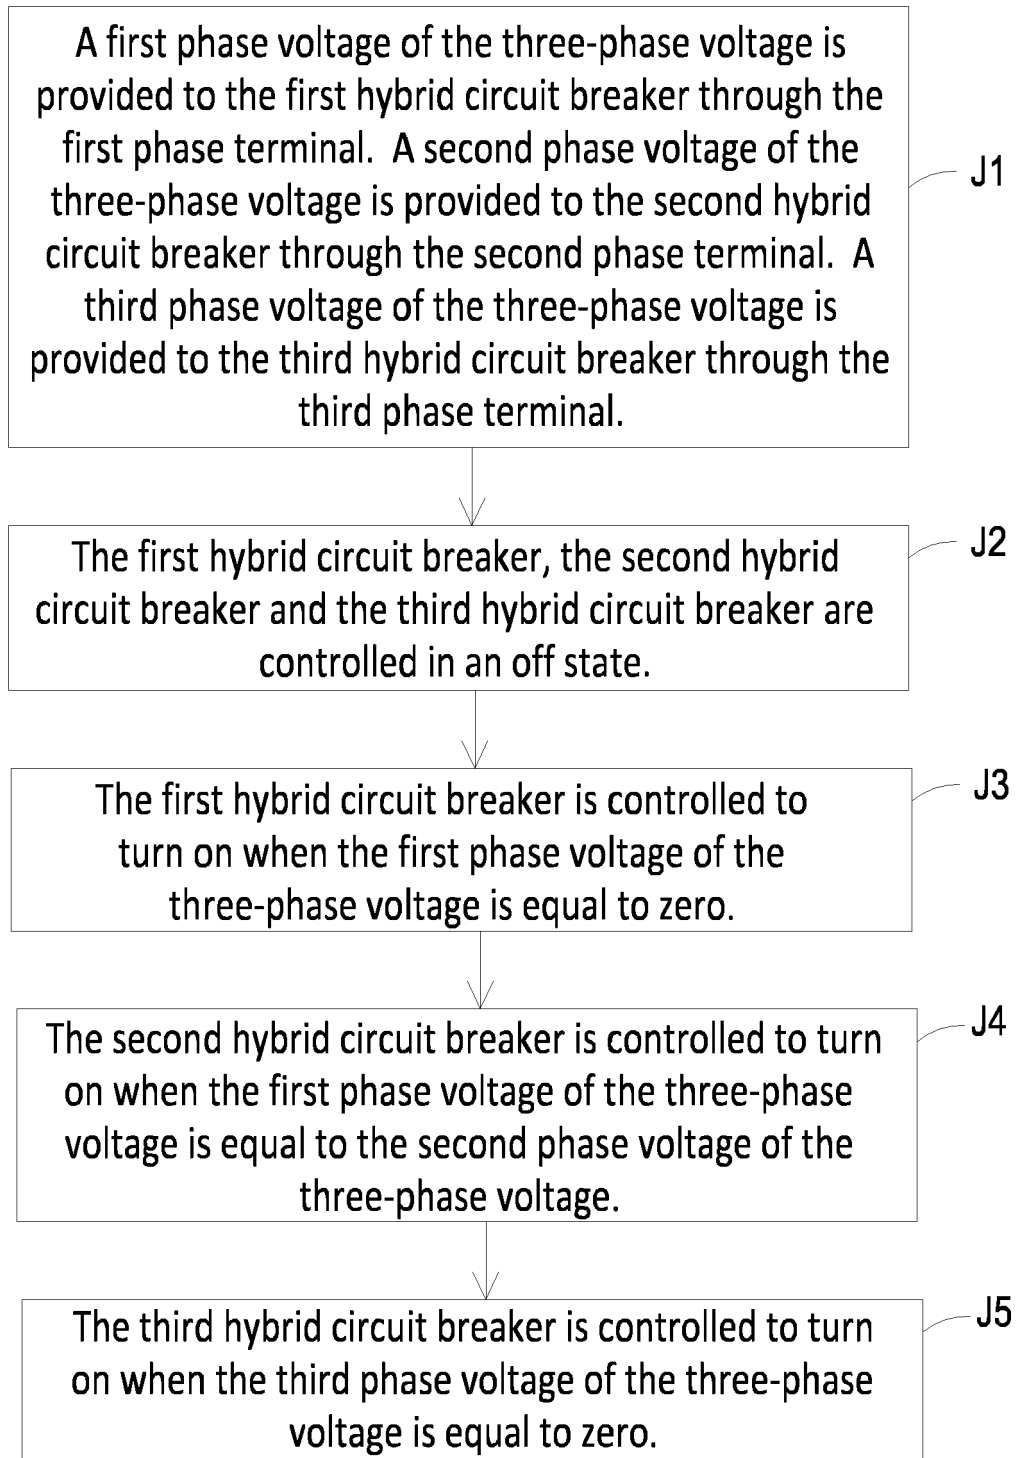 A first phase voltage of the three-phase voltage is
provided to the first hybrid circuit breaker through the
first phase terminal.  A second phase voltage of the
three-phase voltage is provided to the second hybrid
circuit breaker through the second phase terminal.  A
third phase voltage of the three-phase voltage is
provided to the third hybrid circuit breaker through the
third phase terminal.
J1
The first hybrid circuit breaker, the second hybrid
circuit breaker and the third hybrid circuit breaker are
controlled in an off state.
J2
The first hybrid circuit breaker is controlled to
turn on when the first phase voltage of the
three-phase voltage is equal to zero.
J3
The second hybrid circuit breaker is controlled to turn
on when the first phase voltage of the three-phase
voltage is equal to the second phase voltage of the
three-phase voltage.
J4
The third hybrid circuit breaker is controlled to turn
on when the third phase voltage of the three-phase
voltage is equal to zero.
J5